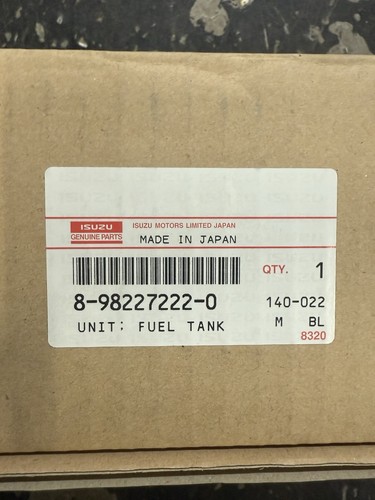 ISUZU
GENUINE PARTS
ISUZU MOTORS LIMITED JAPAN
MADE IN JAPAN
QTY. 1
8-98227222-0 140-022
UNIT: FUEL TANK M BL
8320